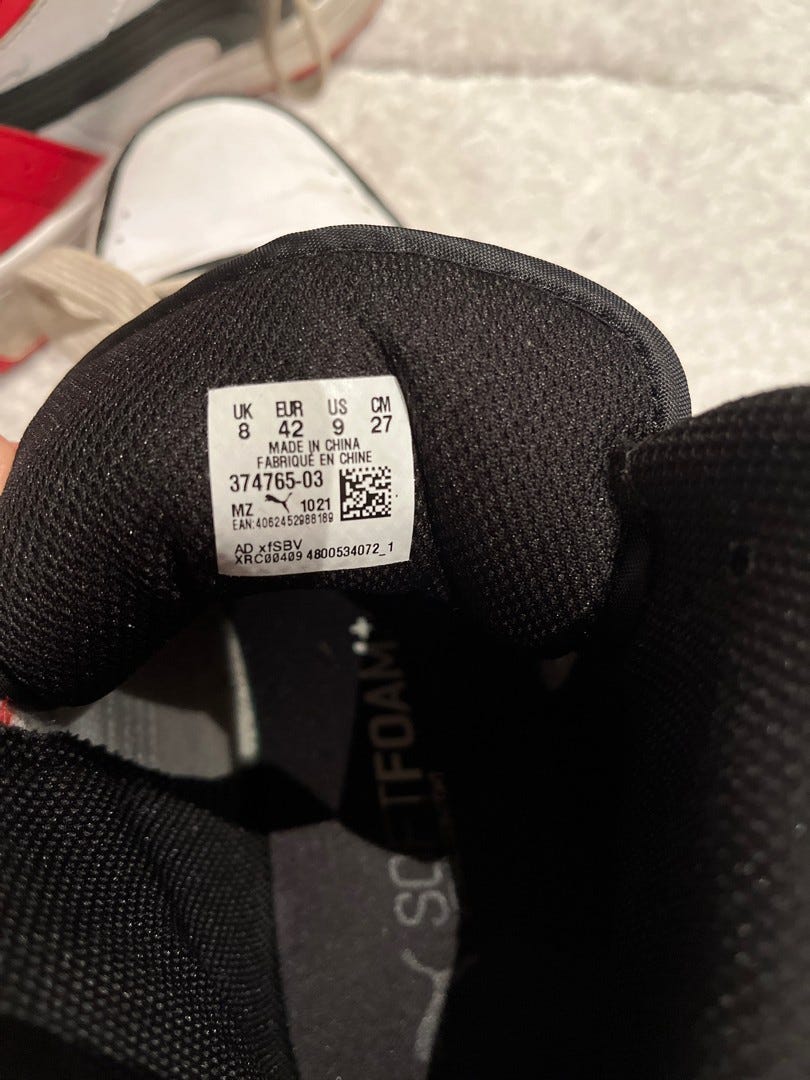 UK EUR US CM
8 42 9 27
MADE IN CHINA
FABRIQUÉ EN CHINE
374765-03
MZ 1021
EAN:4062452988189
AD xfSBV
XRC00409 4800534072_1
SOFTFOAM+